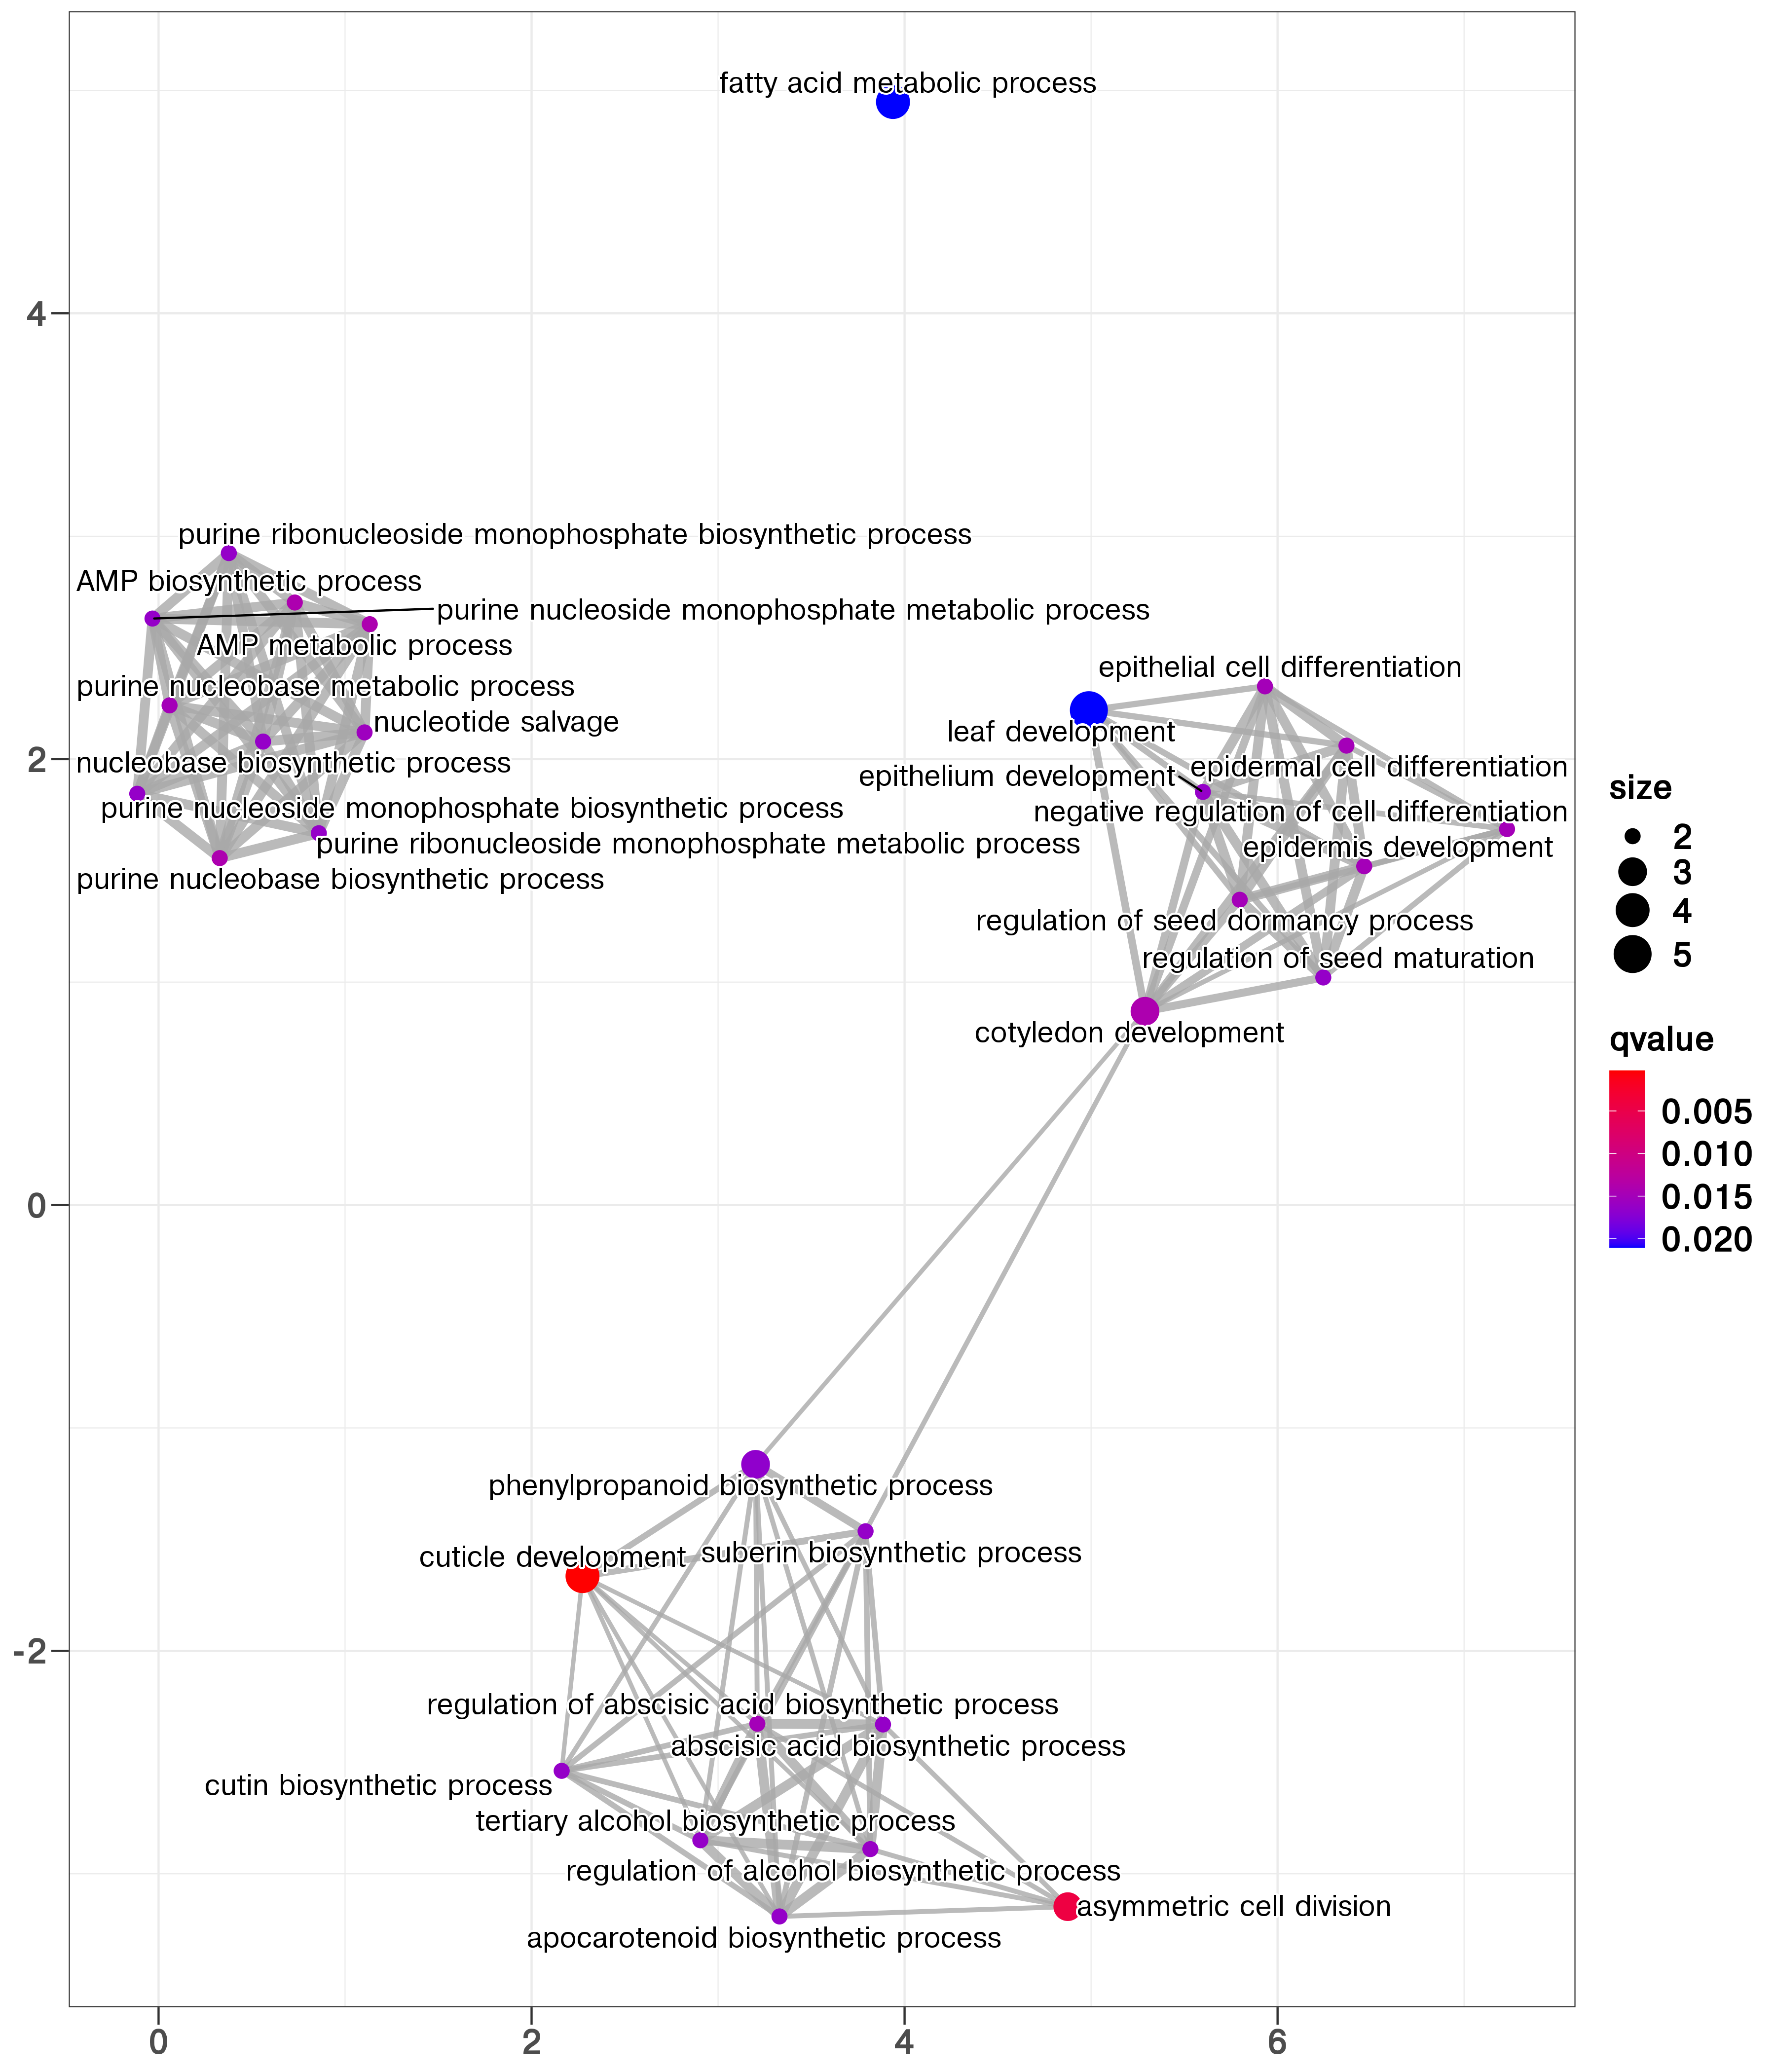 fatty acid metabolic process
4
purine ribonucleoside monophosphate biosynthetic process
AMP biosynthetic process
purine nucleoside monophosphate metabolic process
AMP metabolic process
epithelial cell differentiation
purine nucleobase metabolic process
nucleotide salvage
leaf development
2
nucleobase biosynthetic process
epidermal cell differentiation
epithelium development
purine nucleoside monophosphate biosynthetic process
negative regulation of cell differentiation
purine ribonucleoside monophosphate metabolic process
epidermis development
purine nucleobase biosynthetic process
regulation of seed dormancy process
regulation of seed maturation
cotyledon development
size
2
3
4
5
qvalue
0.005
0.010
0.015
0.020
0
phenylpropanoid biosynthetic process
cuticle development
suberin biosynthetic process
-2
regulation of abscisic acid biosynthetic process
abscisic acid biosynthetic process
cutin biosynthetic process
tertiary alcohol biosynthetic process
regulation of alcohol biosynthetic process
asymmetric cell division
apocarotenoid biosynthetic process
0
2
4
6